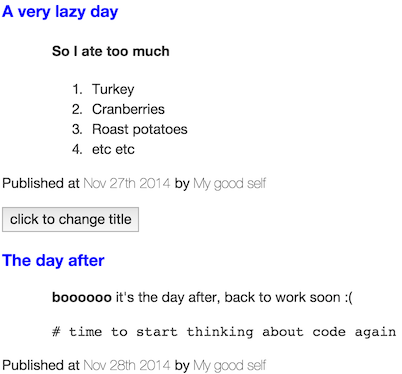 A very lazy day
So I ate too much
1. Turkey
2. Cranberries
3. Roast potatoes
4. etc etc
Published at Nov 27th 2014 by My good self
click to change title
The day after
boooooo it's the day after, back to work soon :(
# time to start thinking about code again
Published at Nov 28th 2014 by My good self